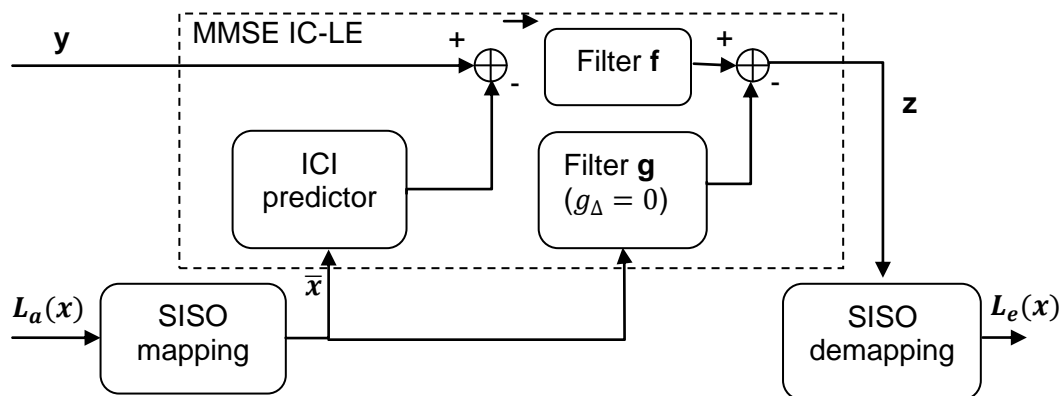 MMSE IC-LE
y
+
-
Filter f
+
-
z
ICI
predictor
Filter g
(g_Δ = 0)
x̅
L_a(x)
SISO
mapping
SISO
demapping
L_e(x)